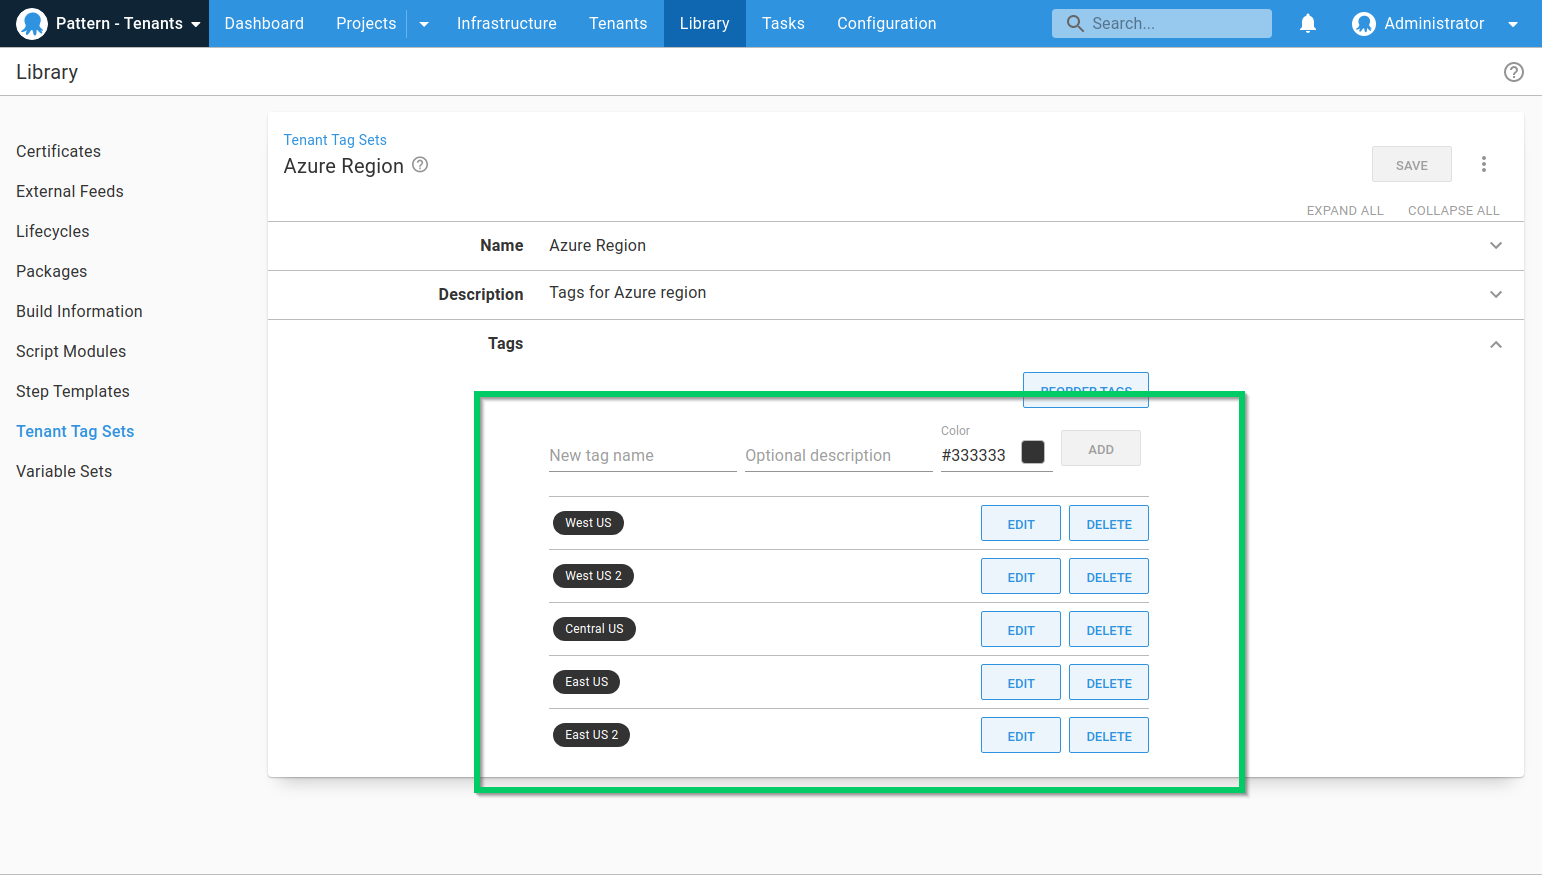 Pattern - Tenants Dashboard Projects Infrastructure Tenants Library Tasks Configuration Search... Administrator
Library
Certificates
External Feeds
Lifecycles
Packages
Build Information
Script Modules
Step Templates
Tenant Tag Sets
Variable Sets
Tenant Tag Sets
Azure Region
SAVE
EXPAND ALL COLLAPSE ALL
Name Azure Region
Description Tags for Azure region
Tags
REORDER TAGS
Color
New tag name Optional description #333333 ADD
West US EDIT DELETE
West US 2 EDIT DELETE
Central US EDIT DELETE
East US EDIT DELETE
East US 2 EDIT DELETE